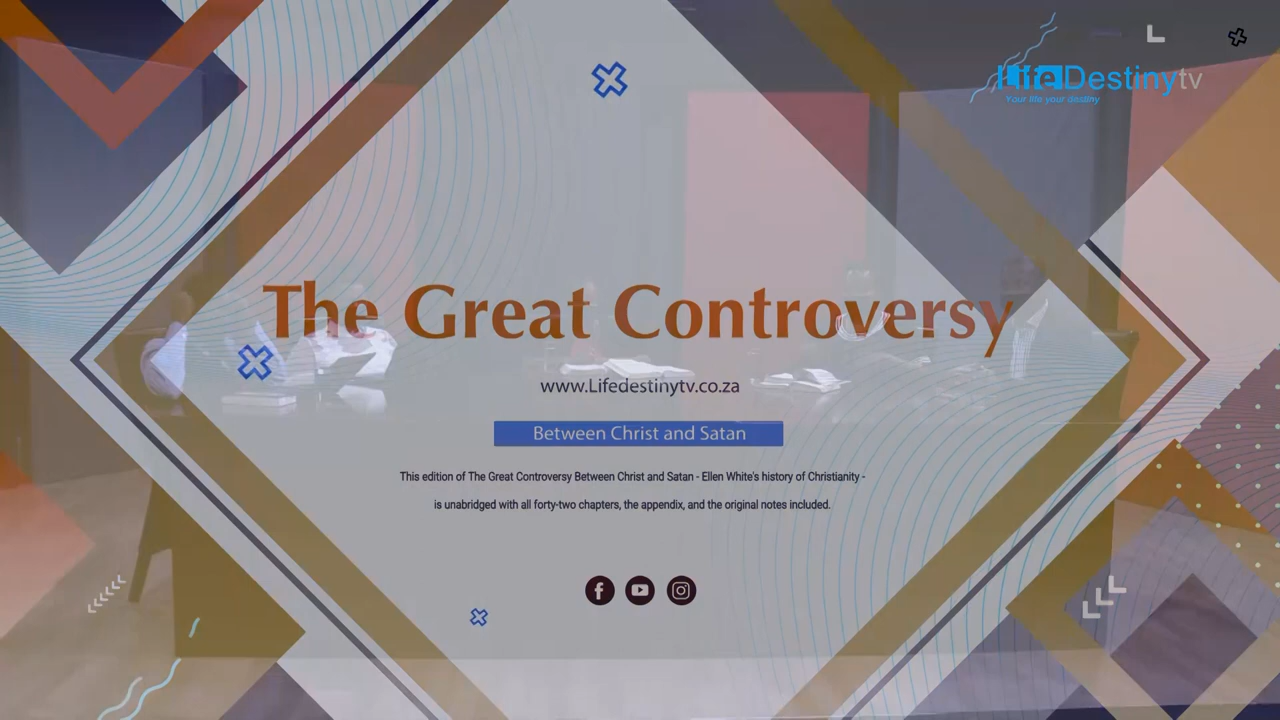 LifeDestinytv
Your life your destiny
The Great Controversy
www.Lifedestinytv.co.za
Between Christ and Satan
This edition of The Great Controversy Between Christ and Satan - Ellen White's history of Christianity -
is unabridged with all forty-two chapters, the appendix, and the original notes included.